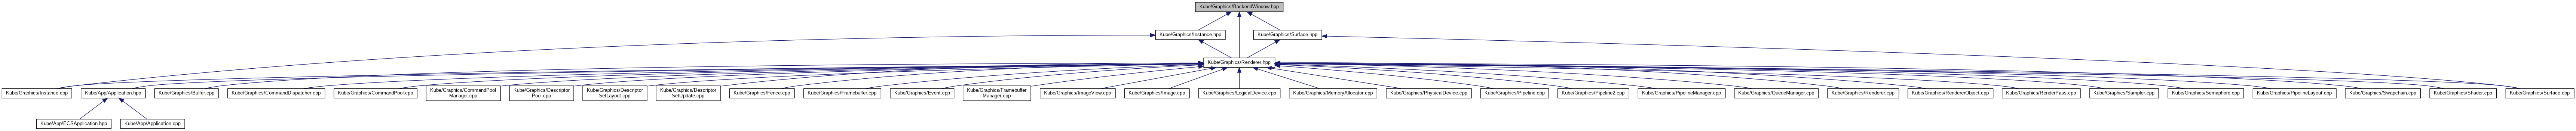 Kube/Graphics/BackendWindow.hpp
Kube/Graphics/Instance.hpp
Kube/Graphics/Surface.hpp
Kube/Graphics/Renderer.hpp
Kube/Graphics/Instance.cpp
Kube/App/Application.hpp
Kube/Graphics/Buffer.cpp
Kube/Graphics/CommandDispatcher.cpp
Kube/Graphics/CommandPool.cpp
Kube/Graphics/CommandPool
Manager.cpp
Kube/Graphics/Descriptor
Pool.cpp
Kube/Graphics/Descriptor
SetLayout.cpp
Kube/Graphics/Descriptor
SetUpdate.cpp
Kube/Graphics/Fence.cpp
Kube/Graphics/Framebuffer.cpp
Kube/Graphics/Event.cpp
Kube/Graphics/Framebuffer
Manager.cpp
Kube/Graphics/ImageView.cpp
Kube/Graphics/Image.cpp
Kube/Graphics/LogicalDevice.cpp
Kube/Graphics/MemoryAllocator.cpp
Kube/Graphics/PhysicalDevice.cpp
Kube/Graphics/Pipeline.cpp
Kube/Graphics/Pipeline2.cpp
Kube/Graphics/PipelineManager.cpp
Kube/Graphics/QueueManager.cpp
Kube/Graphics/Renderer.cpp
Kube/Graphics/RendererObject.cpp
Kube/Graphics/RenderPass.cpp
Kube/Graphics/Sampler.cpp
Kube/Graphics/Semaphore.cpp
Kube/Graphics/PipelineLayout.cpp
Kube/Graphics/Swapchain.cpp
Kube/Graphics/Shader.cpp
Kube/Graphics/Surface.cpp
Kube/App/ECSApplication.hpp
Kube/App/Application.cpp